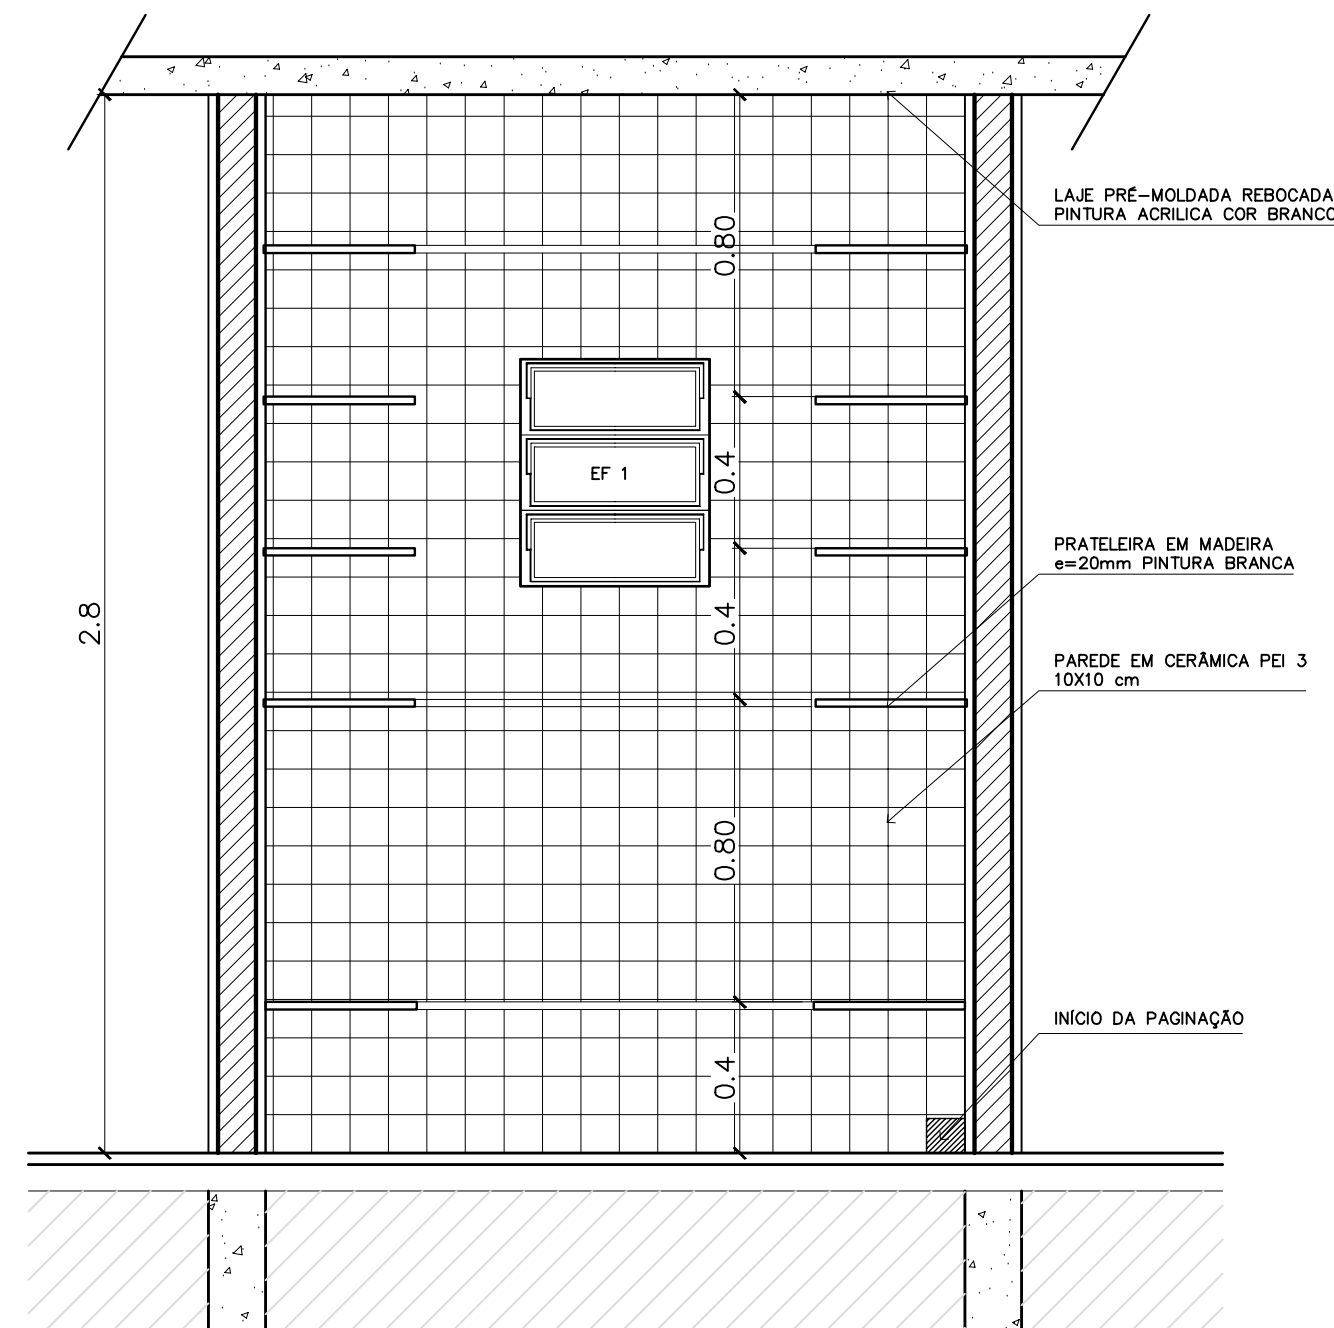 LAJE PRÉ-MOLDADA REBOCADA
PINTURA ACRILICA COR BRANCO
0.80
EF 1
0.4
PRATELEIRA EM MADEIRA
e=20mm PINTURA BRANCA
2.8
0.4
PAREDE EM CERÂMICA PEI 3
10X10 cm
0.80
INÍCIO DA PAGINAÇÃO
0.4